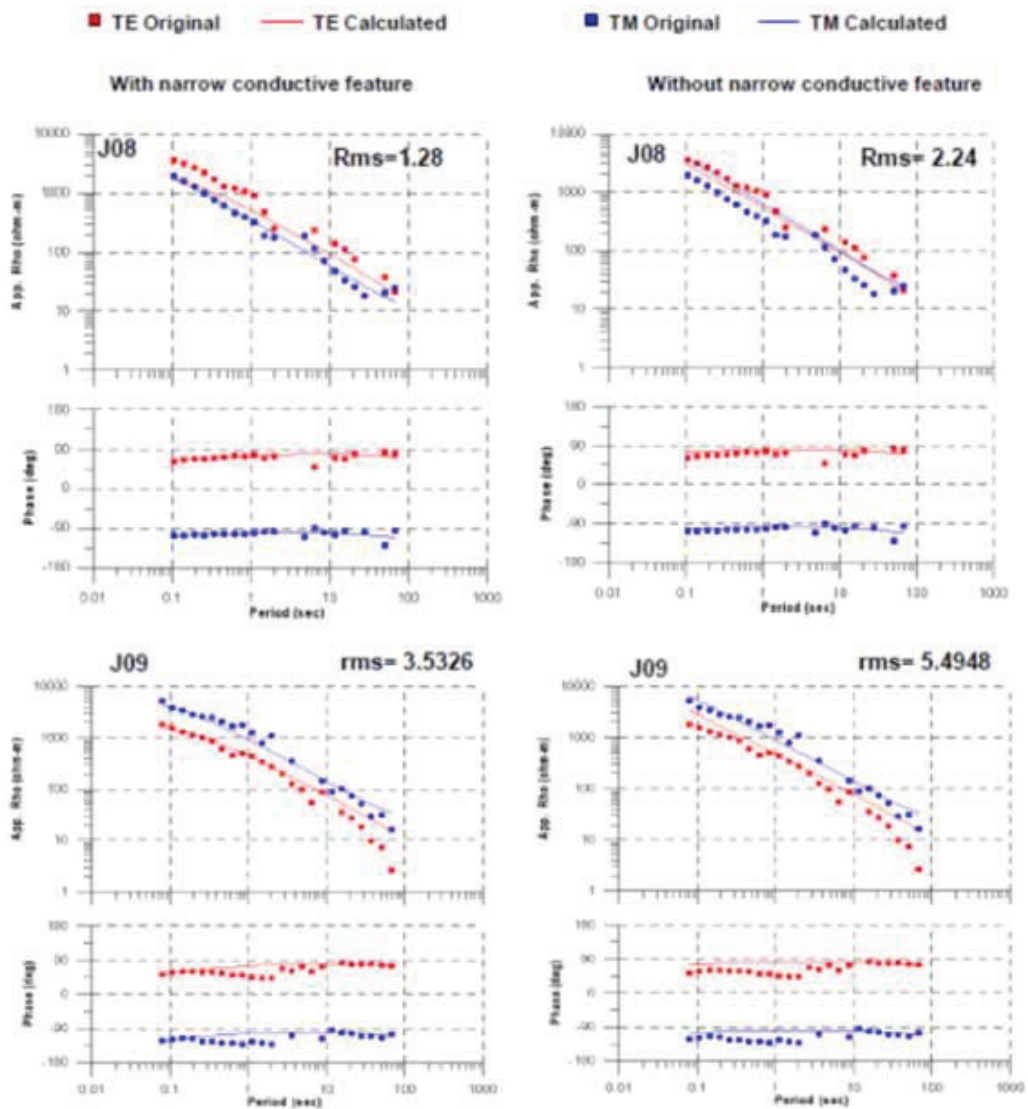 TE Original TE Calculated TM Original TM Calculated
With narrow conductive feature
Without narrow conductive feature
J08
Rms=1.28
10000
1000
100
10
1
App. Rho (ohm-m)
180
90
0
-90
-180
Phase (deg)
0.01 0.1 1 10 100 1000
Period (sec)
J08
Rms= 2.24
10000
1000
100
10
1
App. Rho (ohm-m)
180
90
0
-90
-180
Phase (deg)
0.01 0.1 1 10 100 1000
Period (sec)
J09
rms= 3.5326
10000
1000
100
10
1
App. Rho (ohm-m)
180
90
0
-90
-180
Phase (deg)
0.01 0.1 1 10 100 1000
Period (sec)
J09
rms= 5.4948
10000
1000
100
10
1
App. Rho (ohm-m)
180
90
0
-90
-180
Phase (deg)
0.01 0.1 1 10 100 1000
Period (sec)